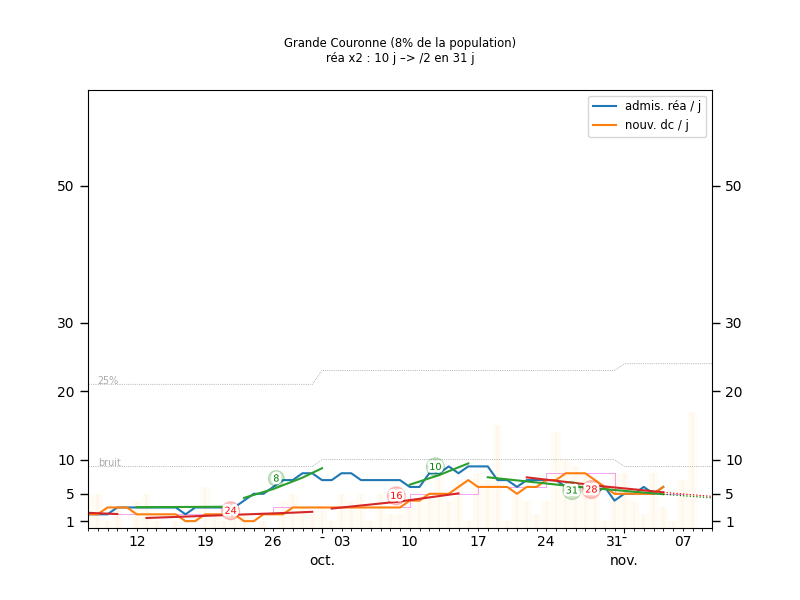 Grande Couronne (8% de la population)
réa x2 : 10 j –> /2 en 31 j
admis. réa / j
nouv. dc / j
50 50
30 30
25%
20 20
bruit
10 10
5 5
1 1
8
10
16
24
31
28
12 19 26 - 03 10 17 24 31- 07
oct. nov.